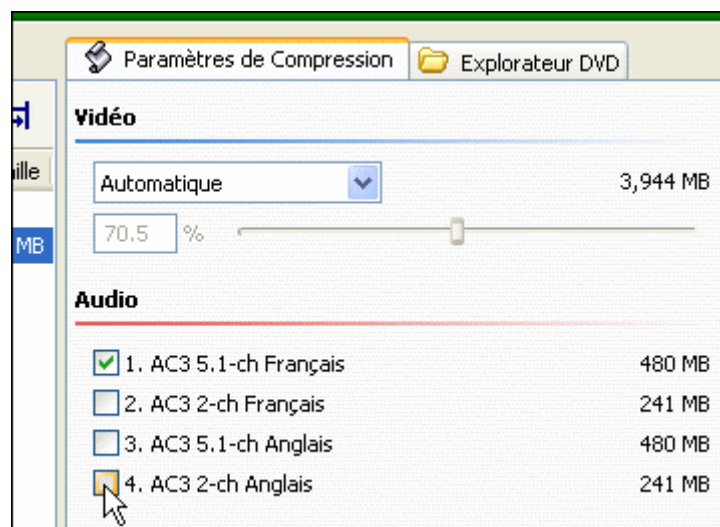 Paramètres de Compression
Explorateur DVD
Vidéo
ille
Automatique 3,944 MB
MB
70.5 %
Audio
1. AC3 5.1-ch Français 480 MB
2. AC3 2-ch Français 241 MB
3. AC3 5.1-ch Anglais 480 MB
4. AC3 2-ch Anglais 241 MB